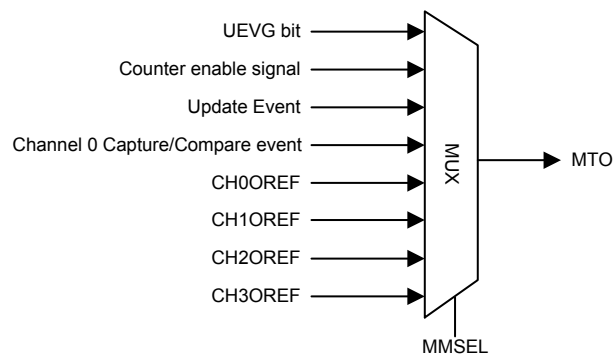 UEVG bit
Counter enable signal
Update Event
Channel 0 Capture/Compare event
CH0OREF
CH1OREF
CH2OREF
CH3OREF
MUX
MTO
MMSEL